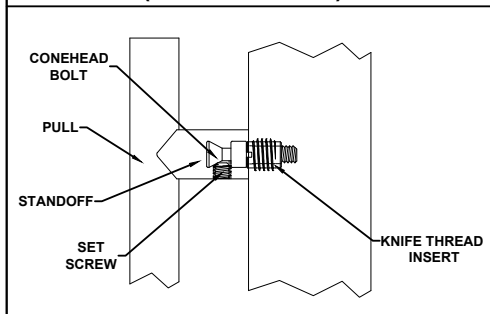 CONEHEAD
BOLT
PULL
STANDOFF
SET
SCREW
KNIFE THREAD
INSERT